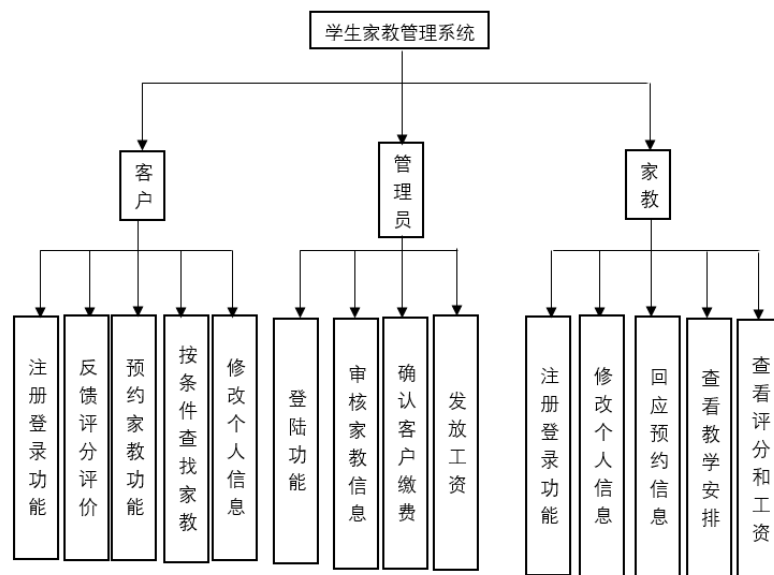 学生家教管理系统
客户
管理员
家教
注册登录功能
反馈评分评价
预约家教功能
按条件查找家教
修改个人信息
登陆功能
审核家教信息
确认客户缴费
发放工资
注册登录功能
修改个人信息
回应预约信息
查看教学安排
查看评分和工资